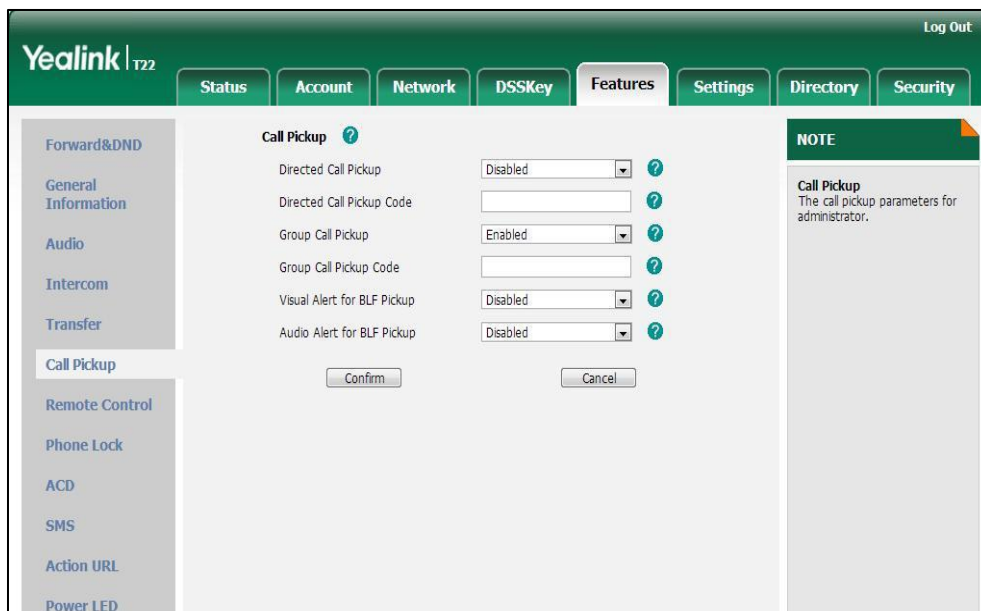 Log Out
Yealink T22
Status Account Network DSSKey Features Settings Directory Security
Forward&DND
General
Information
Audio
Intercom
Transfer
Call Pickup
Remote Control
Phone Lock
ACD
SMS
Action URL
Power LED
Call Pickup ?
Directed Call Pickup Disabled ?
Directed Call Pickup Code ?
Group Call Pickup Enabled ?
Group Call Pickup Code ?
Visual Alert for BLF Pickup Disabled ?
Audio Alert for BLF Pickup Disabled ?
Confirm Cancel
NOTE
Call Pickup
The call pickup parameters for
administrator.